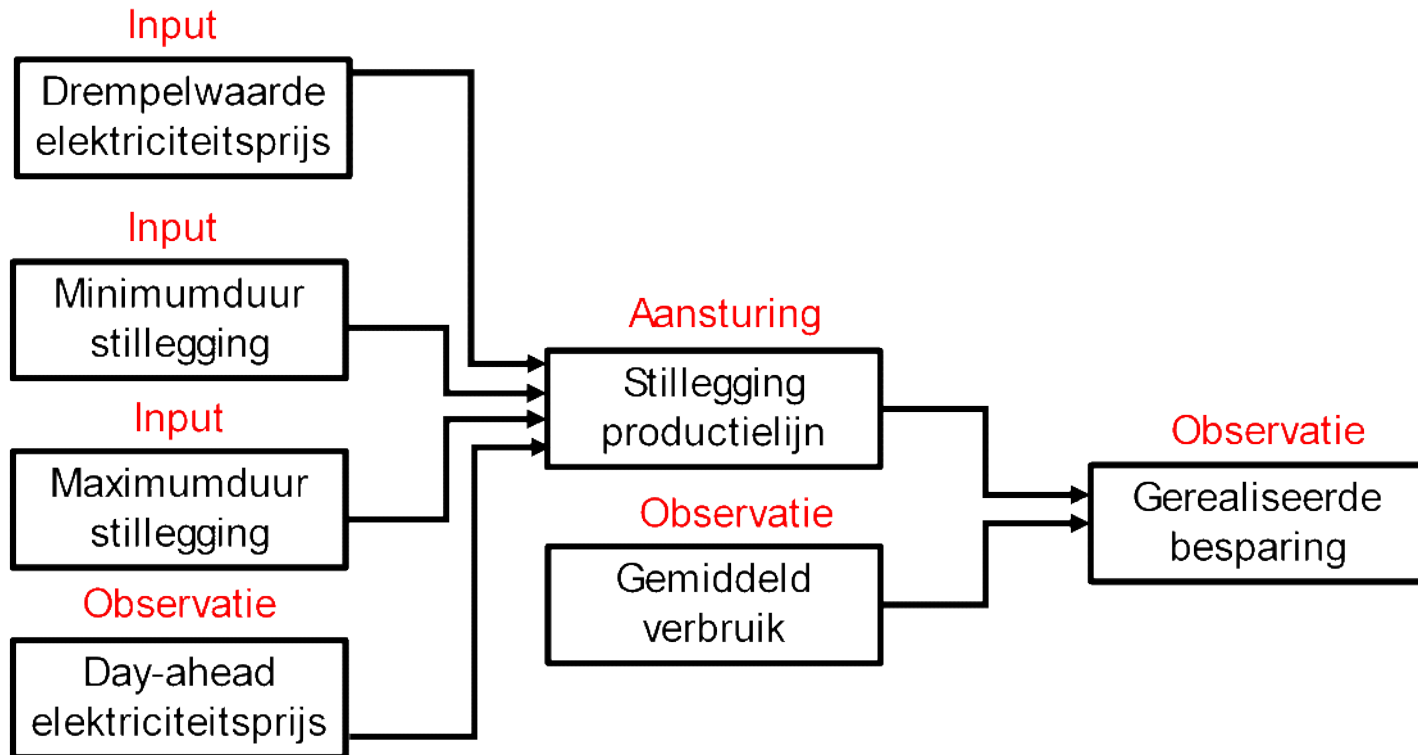 Input
Drempelwaarde
elektriciteitsprijs
Input
Minimumduur
stillegging
Input
Maximumduur
stillegging
Observatie
Day-ahead
elektriciteitsprijs
Aansturing
Stillegging
productielijn
Observatie
Gemiddeld
verbruik
Observatie
Gerealiseerde
besparing